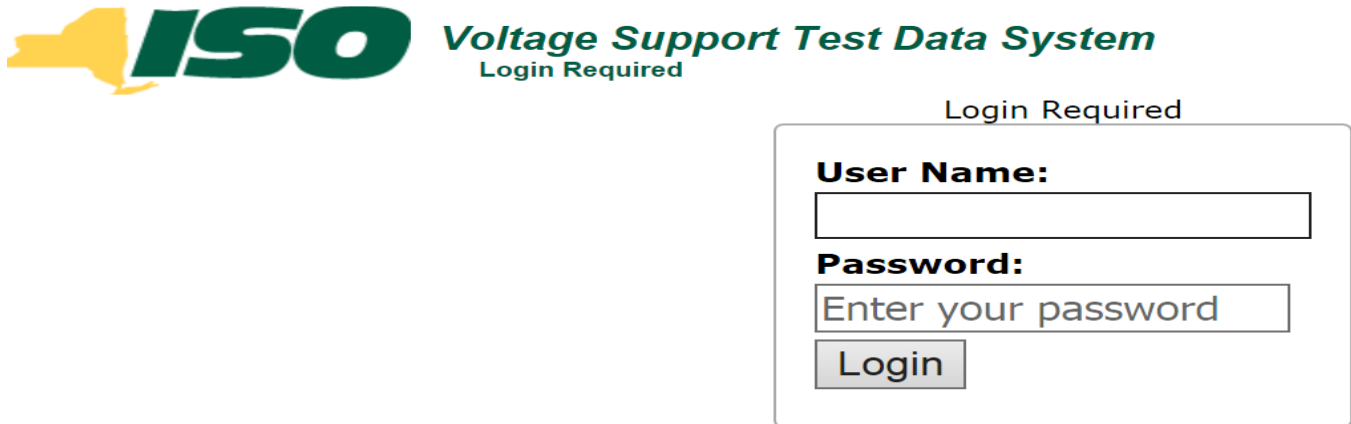 ISO
Voltage Support Test Data System
Login Required
Login Required
User Name:
Password:
Enter your password
Login